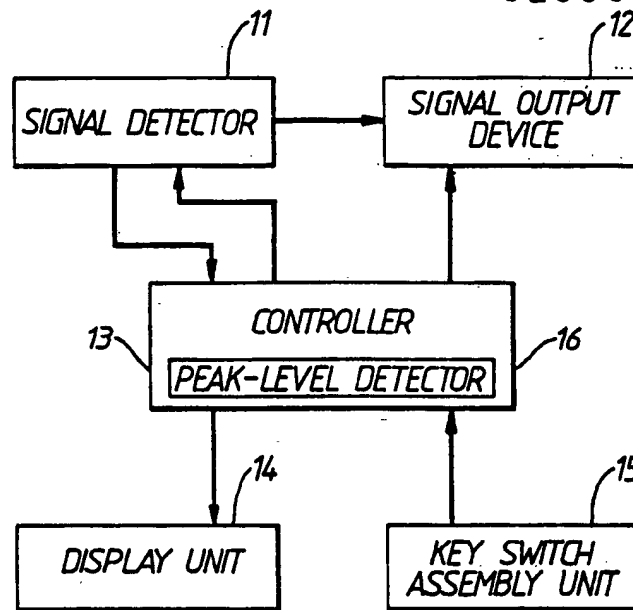 11
12
SIGNAL DETECTOR
SIGNAL OUTPUT
DEVICE
CONTROLLER
13
16
PEAK-LEVEL DETECTOR
14
15
DISPLAY UNIT
KEY SWITCH
ASSEMBLY UNIT